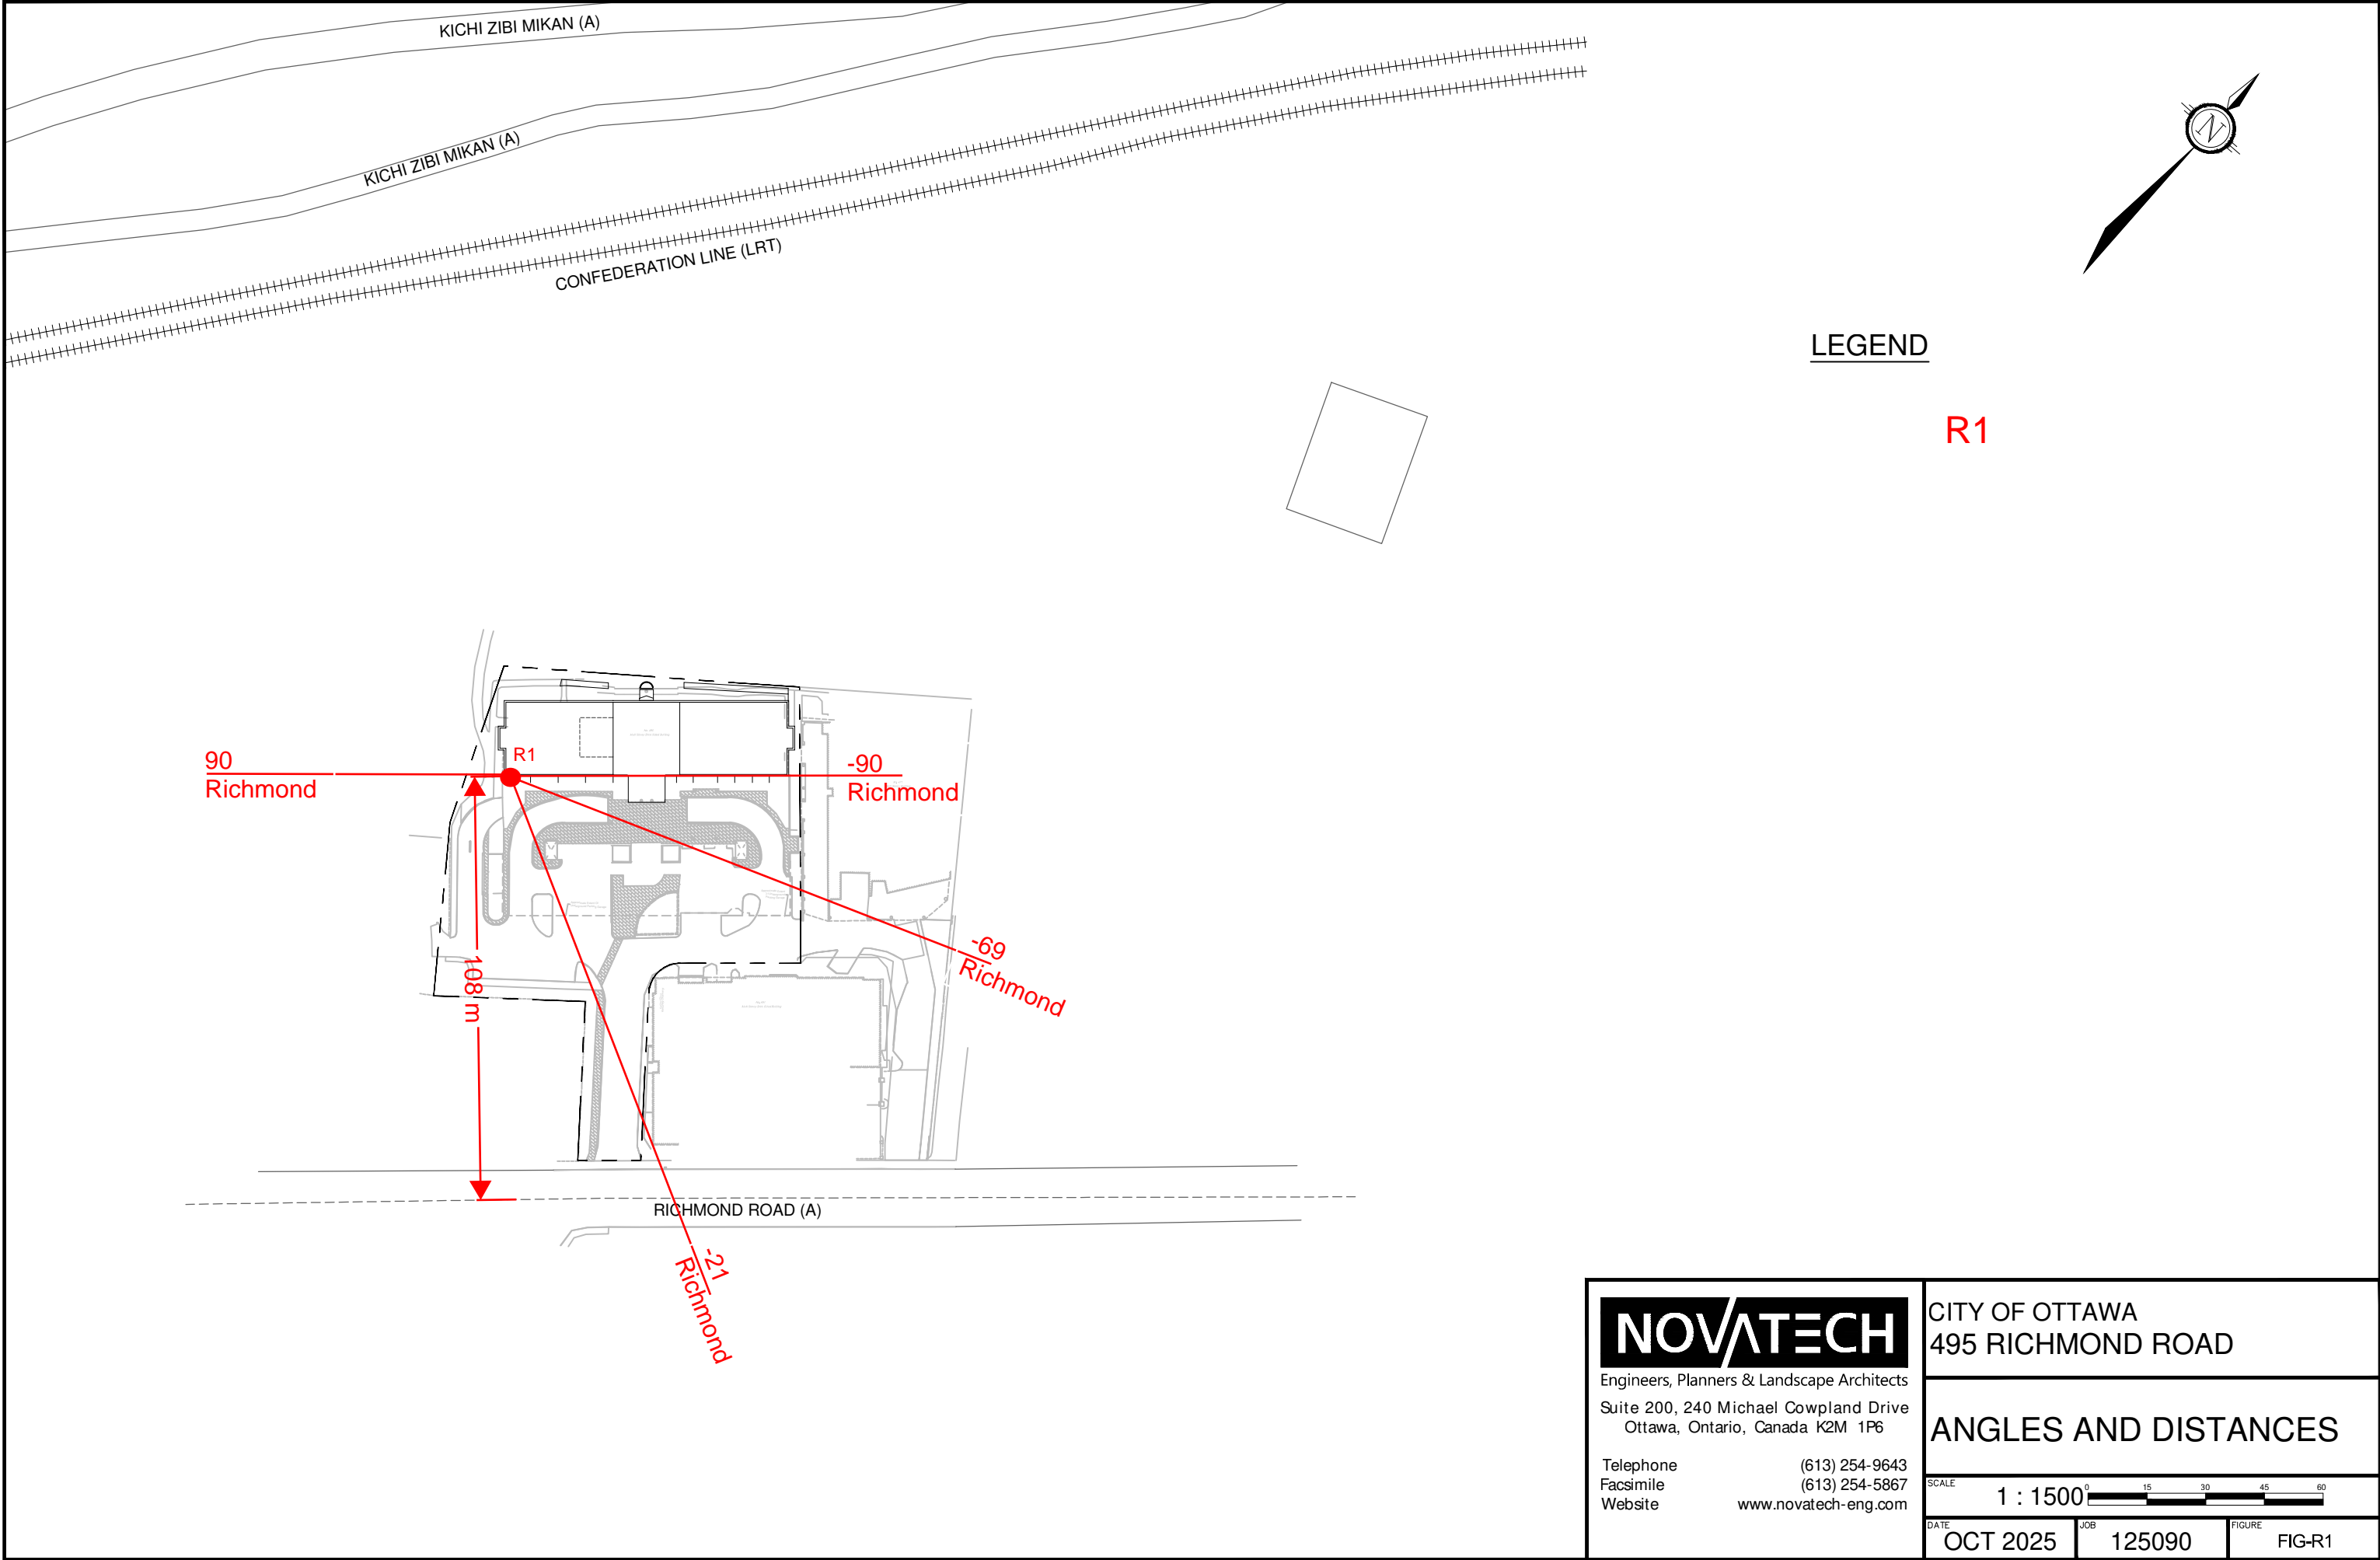 KICHI ZIBI MIKAN (A)
KICHI ZIBI MIKAN (A)
CONFEDERATION LINE (LRT)
N
LEGEND
R1
90
Richmond
R1
-90
Richmond
-69
Richmond
108 m
RICHMOND ROAD (A)
-21
Richmond
NOVATECH
Engineers, Planners & Landscape Architects
Suite 200, 240 Michael Cowpland Drive
Ottawa, Ontario, Canada K2M 1P6
Telephone (613) 254-9643
Facsimile (613) 254-5867
Website www.novatech-eng.com
CITY OF OTTAWA
495 RICHMOND ROAD
ANGLES AND DISTANCES
SCALE
1 : 1500
0 15 30 45 60
DATE
OCT 2025
JOB
125090
FIGURE
FIG-R1